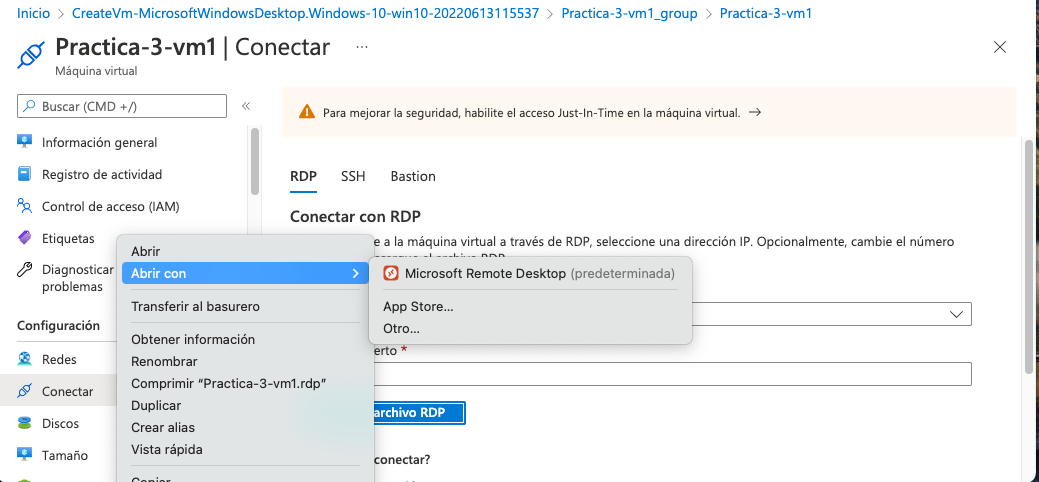 Inicio > CreateVm-MicrosoftWindowsDesktop.Windows-10-win10-20220613115537 > Practica-3-vm1_group > Practica-3-vm1
Practica-3-vm1 | Conectar ...
Máquina virtual
Buscar (CMD +/)
«
Información general
Registro de actividad
Control de acceso (IAM)
Etiquetas
Diagnosticar
problemas
Configuración
Redes
Conectar
Discos
Tamaño
Para mejorar la seguridad, habilite el acceso Just-In-Time en la máquina virtual. →
RDP
SSH
Bastion
Conectar con RDP
e a la máquina virtual a través de RDP, seleccione una dirección IP. Opcionalmente, cambie el número
erto *
archivo RDP
conectar?
Abrir
Abrir con
Transferir al basurero
Obtener información
Renombrar
Comprimir “Practica-3-vm1.rdp”
Duplicar
Crear alias
Vista rápida
Copiar
Microsoft Remote Desktop (predeterminada)
App Store...
Otro...